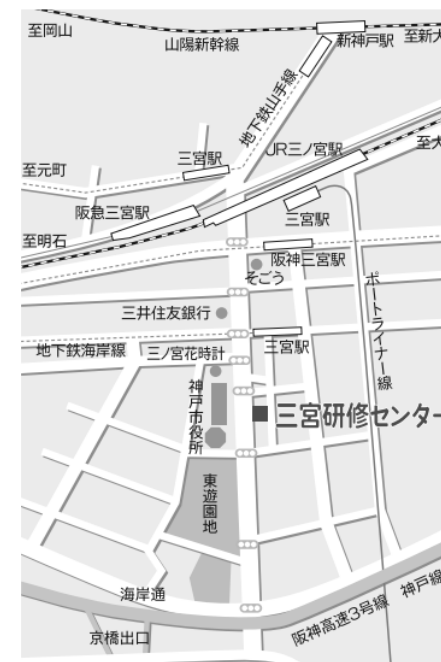 至岡山
山陽新幹線
新神戸駅
至新大
地下鉄山手線
三宮駅
JR三ノ宮駅
至大
至元町
阪急三宮駅
三宮駅
至明石
阪神三宮駅
そごう
ポートライナー線
三井住友銀行
地下鉄海岸線
三ノ宮花時計
三宮駅
神戸市役所
三宮研修センター
東遊園地
海岸通
京橋出口
阪神高速3号線 神戸線